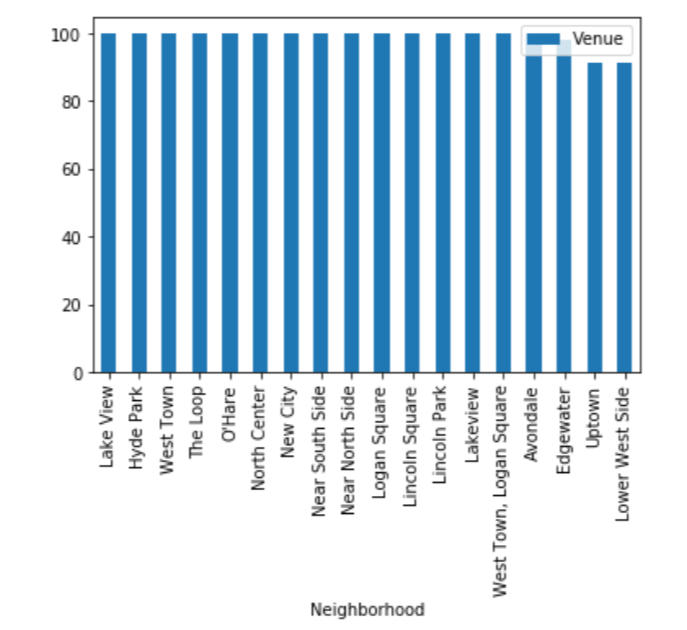 100
80
60
40
20
0
Venue
Lake View
Hyde Park
West Town
The Loop
O'Hare
North Center
New City
Near South Side
Near North Side
Logan Square
Lincoln Square
Lincoln Park
Lakeview
West Town, Logan Square
Avondale
Edgewater
Uptown
Lower West Side
Neighborhood